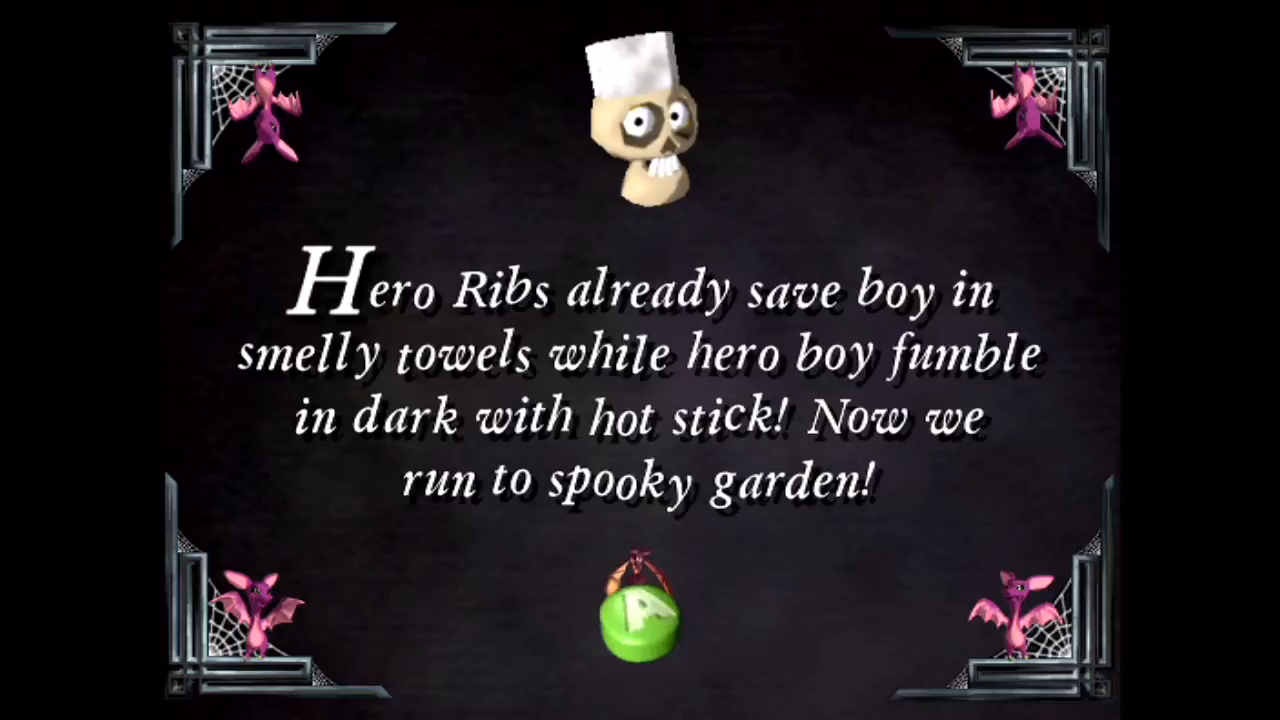 Hero Ribs already save boy in
smelly towels while hero boy fumble
in dark with hot stick! Now we
run to spooky garden!
A